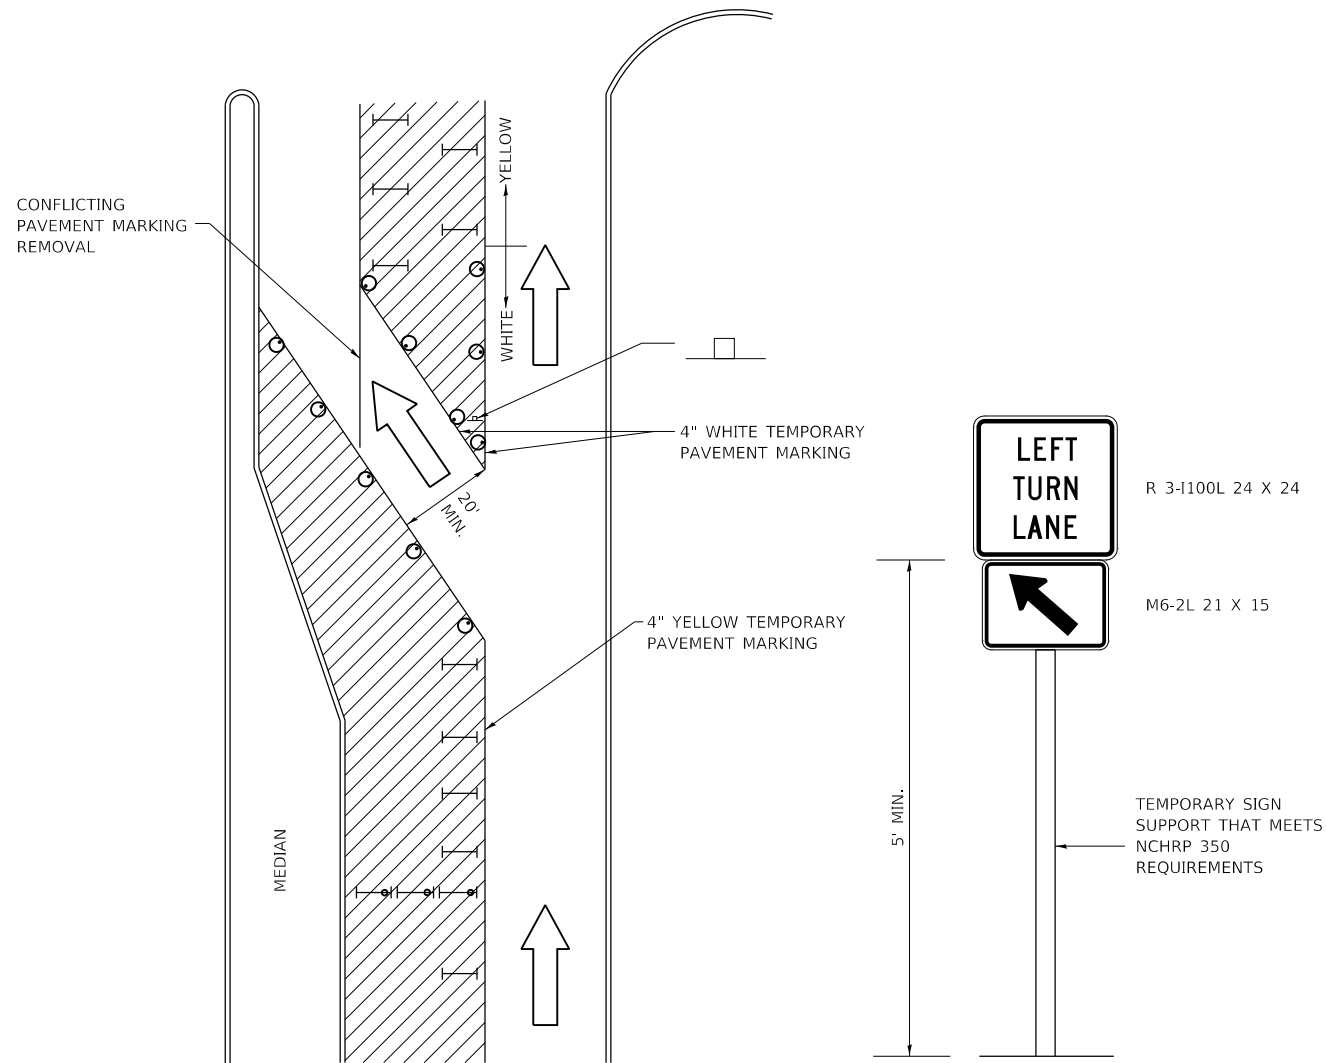 CONFLICTING
PAVEMENT MARKING
REMOVAL
YELLOW
WHITE
4" WHITE TEMPORARY
PAVEMENT MARKING
20'
MIN.
4" YELLOW TEMPORARY
PAVEMENT MARKING
MEDIAN
LEFT
TURN
LANE
R 3-I100L 24 X 24
M6-2L 21 X 15
5' MIN.
TEMPORARY SIGN
SUPPORT THAT MEETS
NCHRP 350
REQUIREMENTS